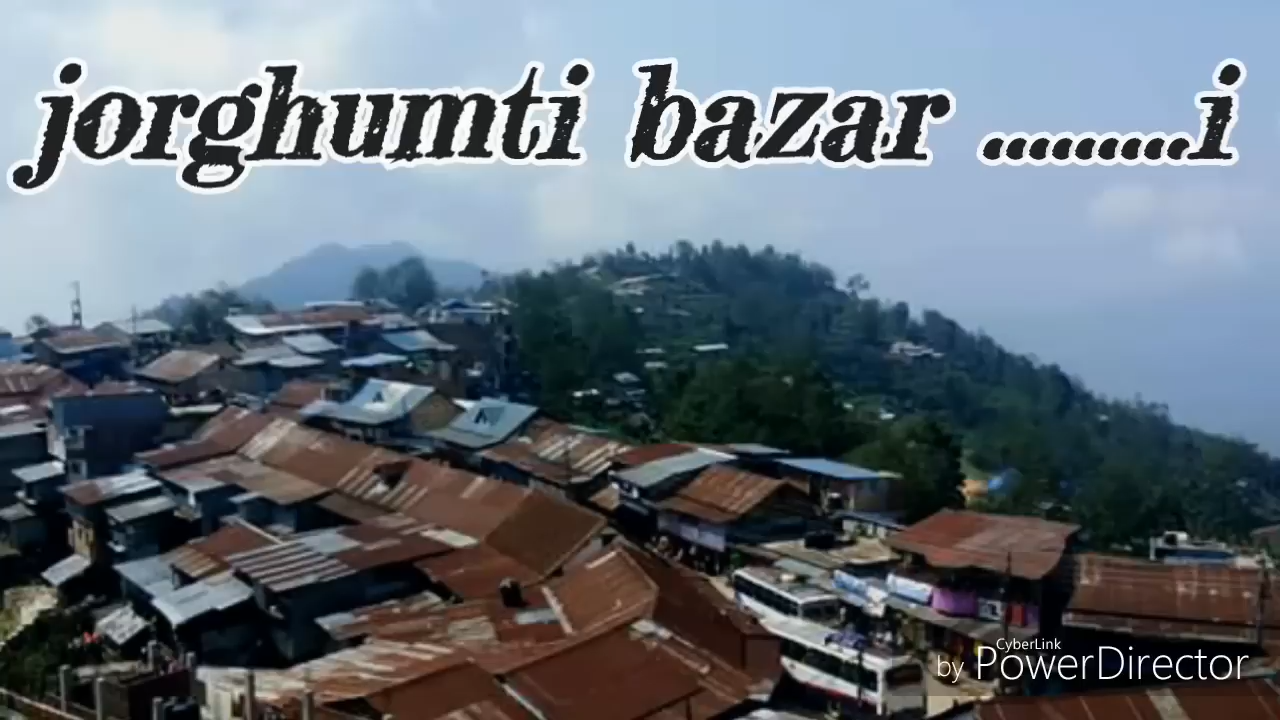 jorghumti bazar .........i
CyberLink
by PowerDirector